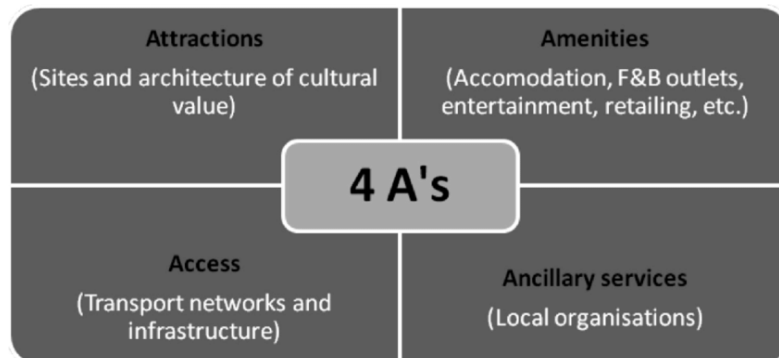 Attractions
(Sites and architecture of cultural
value)
Amenities
(Accomodation, F&B outlets,
entertainment, retailing, etc.)
4 A's
Access
(Transport networks and
infrastructure)
Ancillary services
(Local organisations)